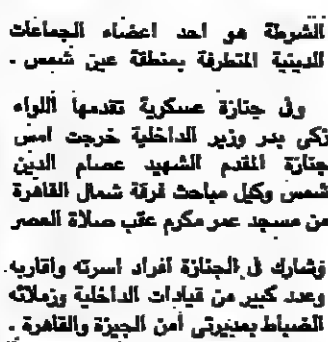 الشرطة هو احد اعضاء الجماعات
الدينية المتطرفة بمنطقة عين شمس .
وفى جنازة عسكرية تقدمها اللواء
زكى بدر وزير الداخلية خرجت امس
جنازة المقدم الشهيد عصام الدين
شمس وكيل مباحث فرقة شمال القاهرة
من مسجد عمر مكرم عقب صلاة العصر
وشارك فى الجنازة افراد اسرته واقاربه
وعدد كبير من قيادات الداخلية وزملائه
الضباط بمديرتى أمن الجيزة والقاهرة .